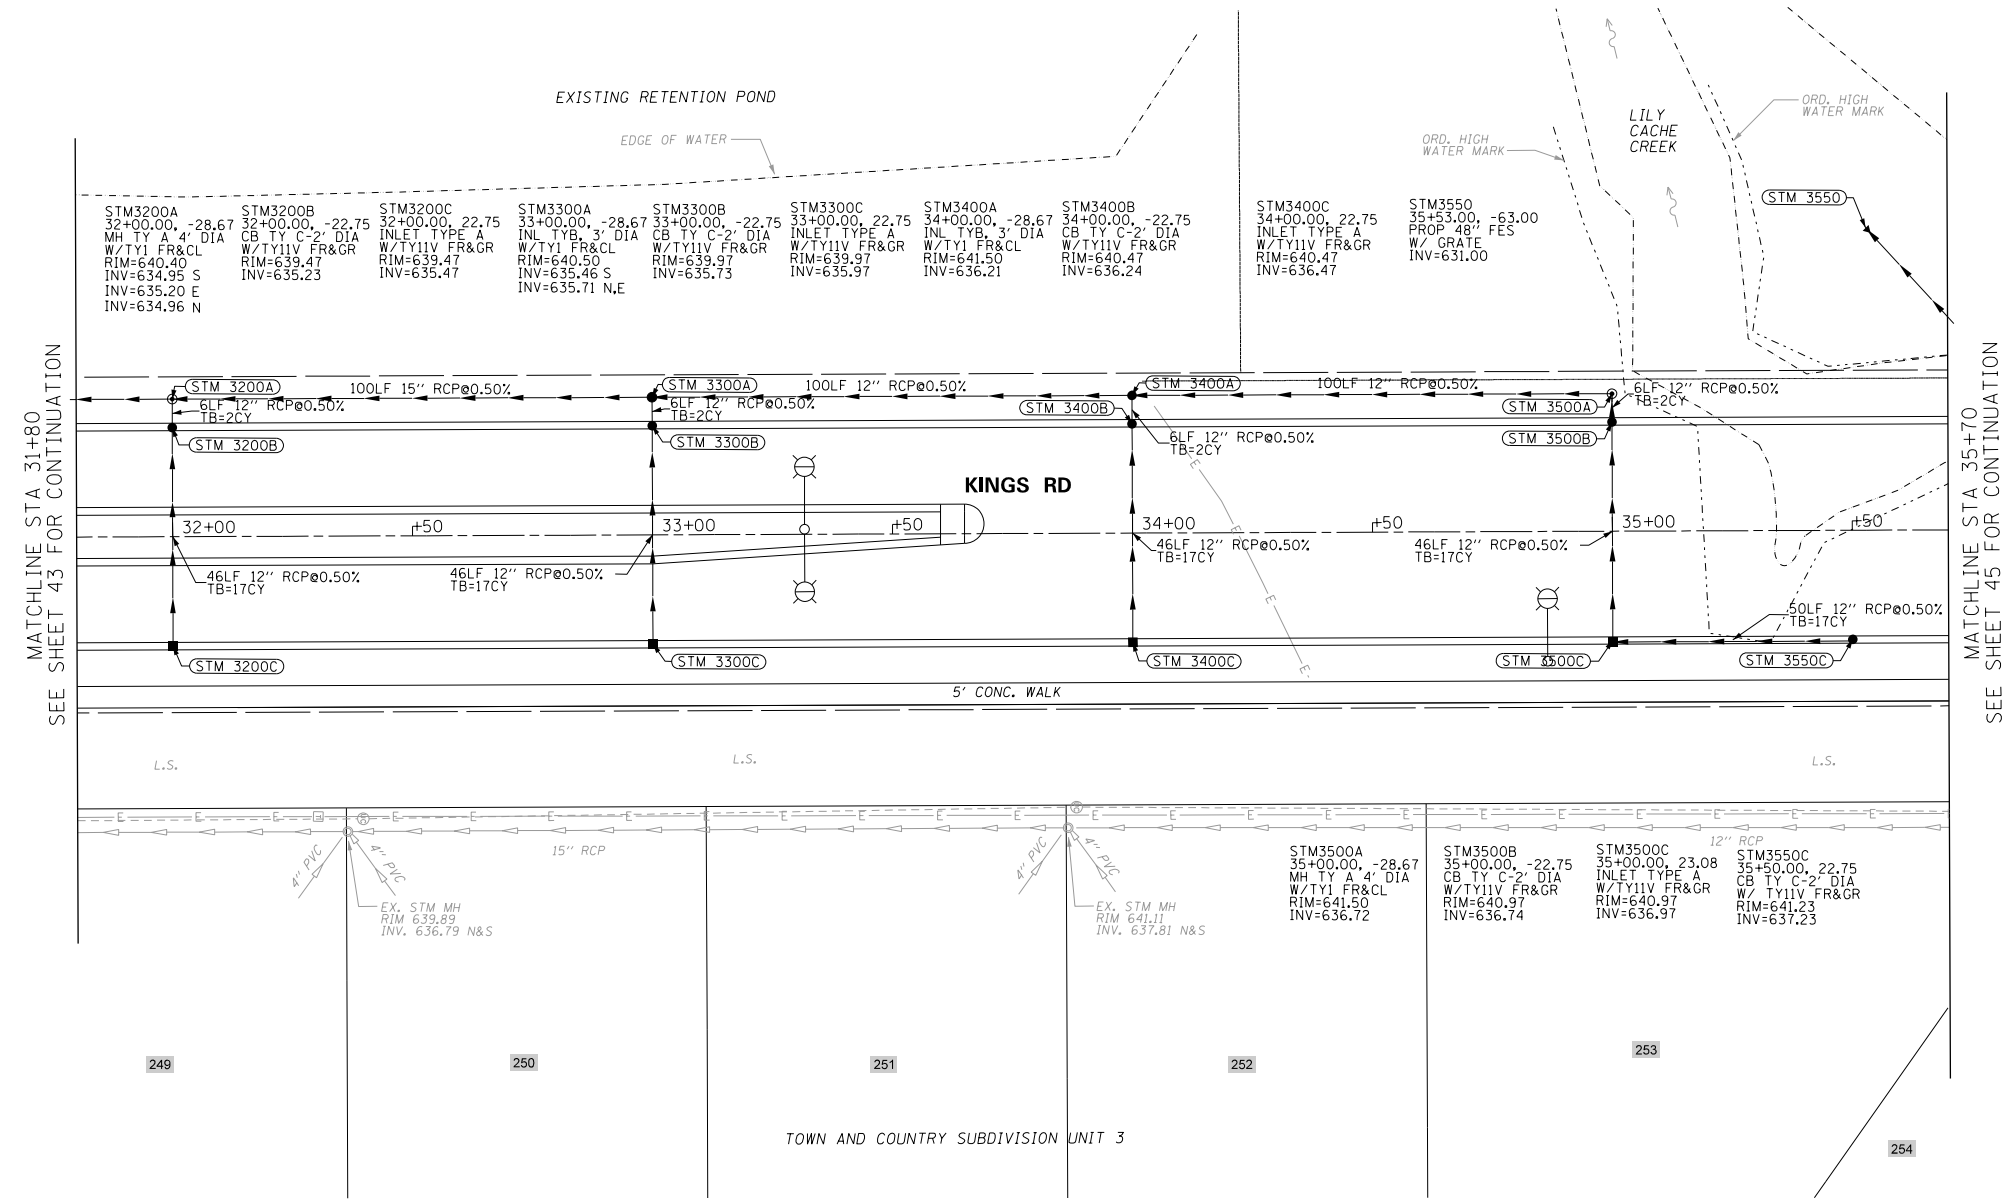 EXISTING RETENTION POND
EDGE OF WATER
ORD. HIGH
WATER MARK
LILY
CACHE
CREEK
ORD. HIGH
WATER MARK
STM 3550
STM3200A
32+00.00, -28.67
MH TY A 4' DIA
W/TY1 FR&CL
RIM=640.40
INV=634.95 S
INV=635.20 E
INV=634.96 N
STM3200B
32+00.00, -22.75
CB TY C-2' DIA
W/TY11V FR&GR
RIM=639.47
INV=635.23
STM3200C
32+00.00, 22.75
INLET TYPE A
W/TY11V FR&GR
RIM=639.47
INV=635.47
STM3300A
33+00.00, -28.67
INL TYB, 3' DIA
W/TY1 FR&CL
RIM=640.50
INV=635.46 S
INV=635.71 N,E
STM3300B
33+00.00, -22.75
CB TY C-2' DIA
W/TY11V FR&GR
RIM=639.97
INV=635.73
STM3300C
33+00.00, 22.75
INLET TYPE A
W/TY11V FR&GR
RIM=639.97
INV=635.97
STM3400A
34+00.00, -28.67
INL TYB, 3' DIA
W/TY1 FR&CL
RIM=641.50
INV=636.21
STM3400B
34+00.00, -22.75
CB TY C-2' DIA
W/TY11V FR&GR
RIM=640.47
INV=636.24
STM3400C
34+00.00, 22.75
INLET TYPE A
W/TY11V FR&GR
RIM=640.47
INV=636.47
STM3550
35+53.00, -63.00
PROP 48'' FES
W/ GRATE
INV=631.00
MATCHLINE STA 31+80
SEE SHEET 43 FOR CONTINUATION
MATCHLINE STA 35+70
SEE SHEET 45 FOR CONTINUATION
STM 3200A
100LF 15'' RCP@0.50%
STM 3300A
100LF 12'' RCP@0.50%
STM 3400A
100LF 12'' RCP@0.50%
6LF 12'' RCP@0.50%
TB=2CY
6LF 12'' RCP@0.50%
TB=2CY
STM 3400B
STM 3500A
6LF 12'' RCP@0.50%
TB=2CY
STM 3200B
STM 3300B
6LF 12'' RCP@0.50%
TB=2CY
STM 3500B
E
KINGS RD
32+00
+50
33+00
+50
E
34+00
+50
35+00
+50
46LF 12'' RCP@0.50%
TB=17CY
46LF 12'' RCP@0.50%
TB=17CY
46LF 12'' RCP@0.50%
TB=17CY
46LF 12'' RCP@0.50%
TB=17CY
E
50LF 12'' RCP@0.50%
TB=17CY
STM 3200C
STM 3300C
STM 3400C
E
STM 3500C
STM 3550C
5' CONC. WALK
L.S.
L.S.
L.S.
E E E E E E E E E E E E E E E E E E E E E E E
15'' RCP
12'' RCP
4'' PVC
4'' PVC
4'' PVC
4'' PVC
EX. STM MH
RIM 639.89
INV. 636.79 N&S
EX. STM MH
RIM 641.11
INV. 637.81 N&S
STM3500A
35+00.00, -28.67
MH TY A 4' DIA
W/TY1 FR&CL
RIM=641.50
INV=636.72
STM3500B
35+00.00, -22.75
CB TY C-2' DIA
W/TY11V FR&GR
RIM=640.97
INV=636.74
STM3500C
35+00.00, 23.08
INLET TYPE A
W/TY11V FR&GR
RIM=640.97
INV=636.97
STM3550C
35+50.00, 22.75
CB TY C-2' DIA
W/ TY11V FR&GR
RIM=641.23
INV=637.23
249
250
251
252
253
254
TOWN AND COUNTRY SUBDIVISION UNIT 3